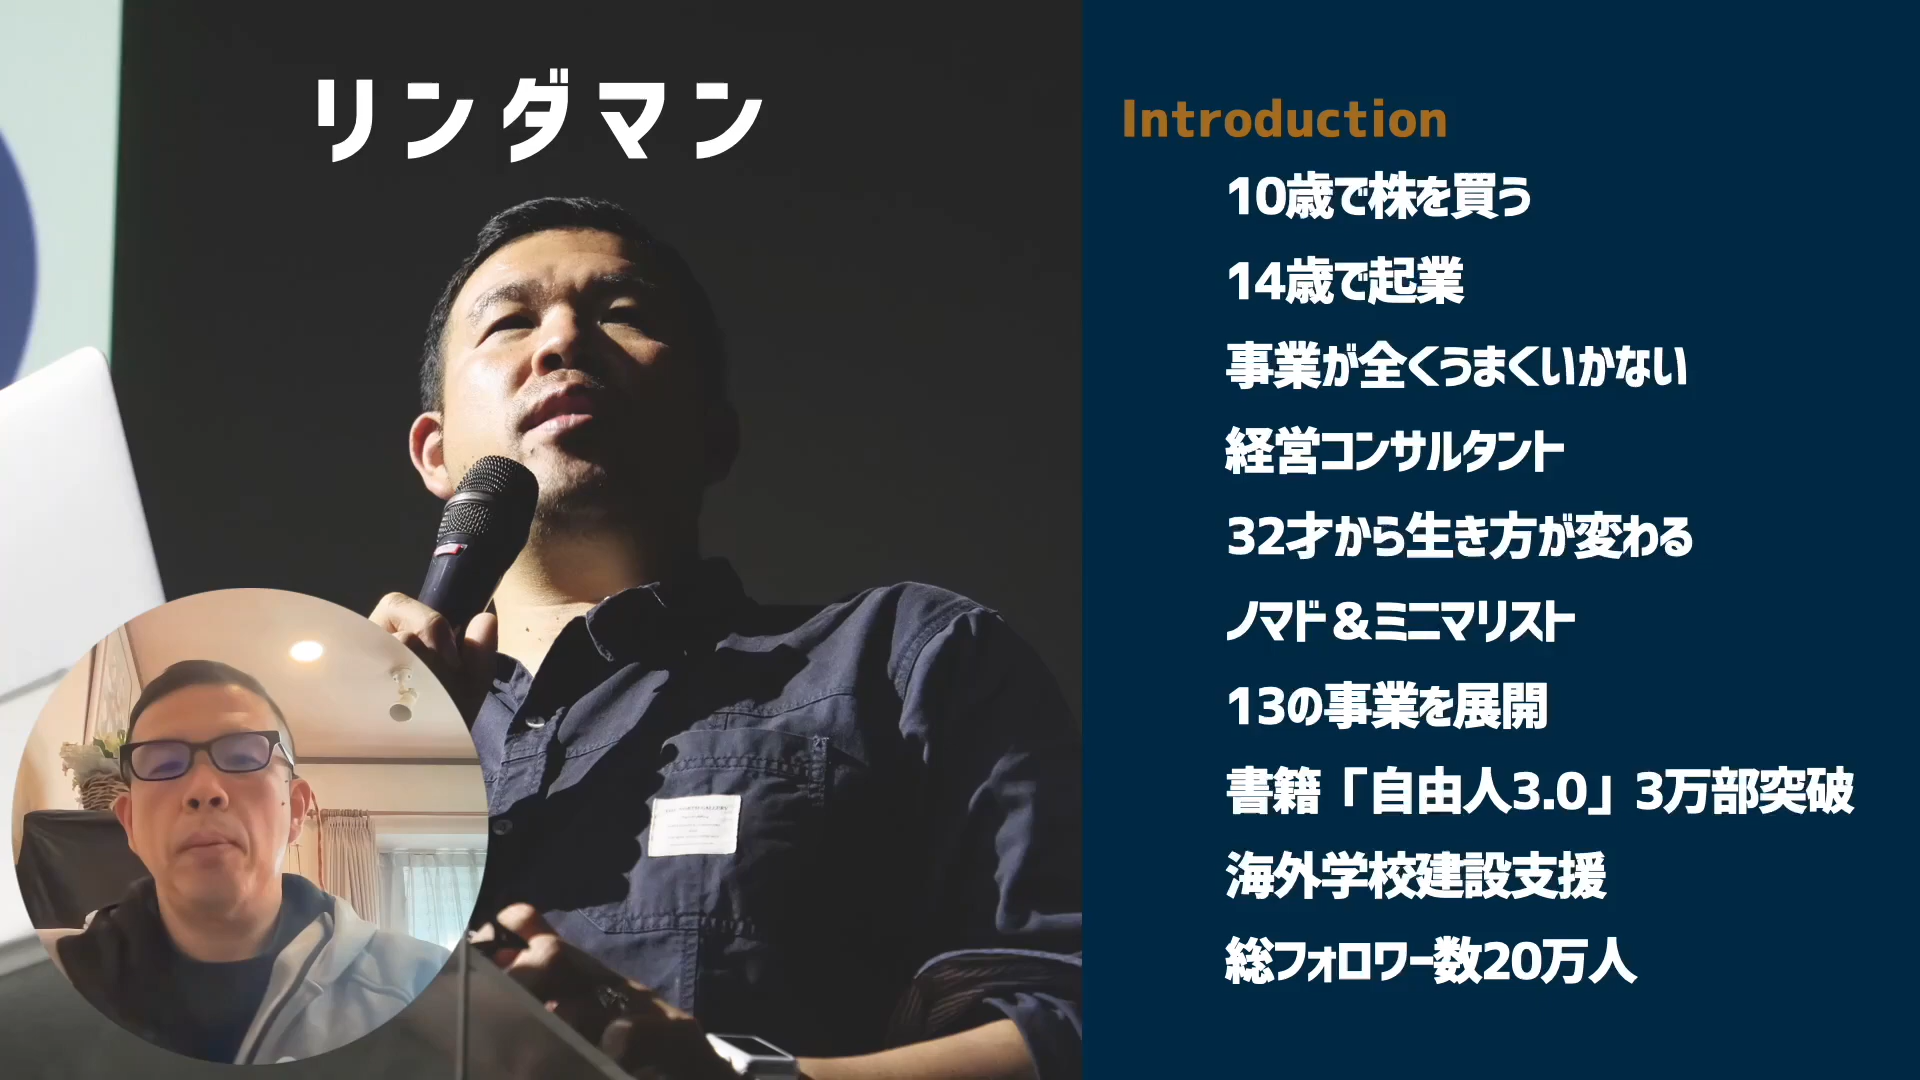 リンダマン
Introduction
10歳で株を買う
14歳で起業
事業が全くうまくいかない
経営コンサルタント
32才から生き方が変わる
ノマド＆ミニマリスト
13の事業を展開
書籍「自由人3.0」3万部突破
海外学校建設支援
総フォロワー数20万人